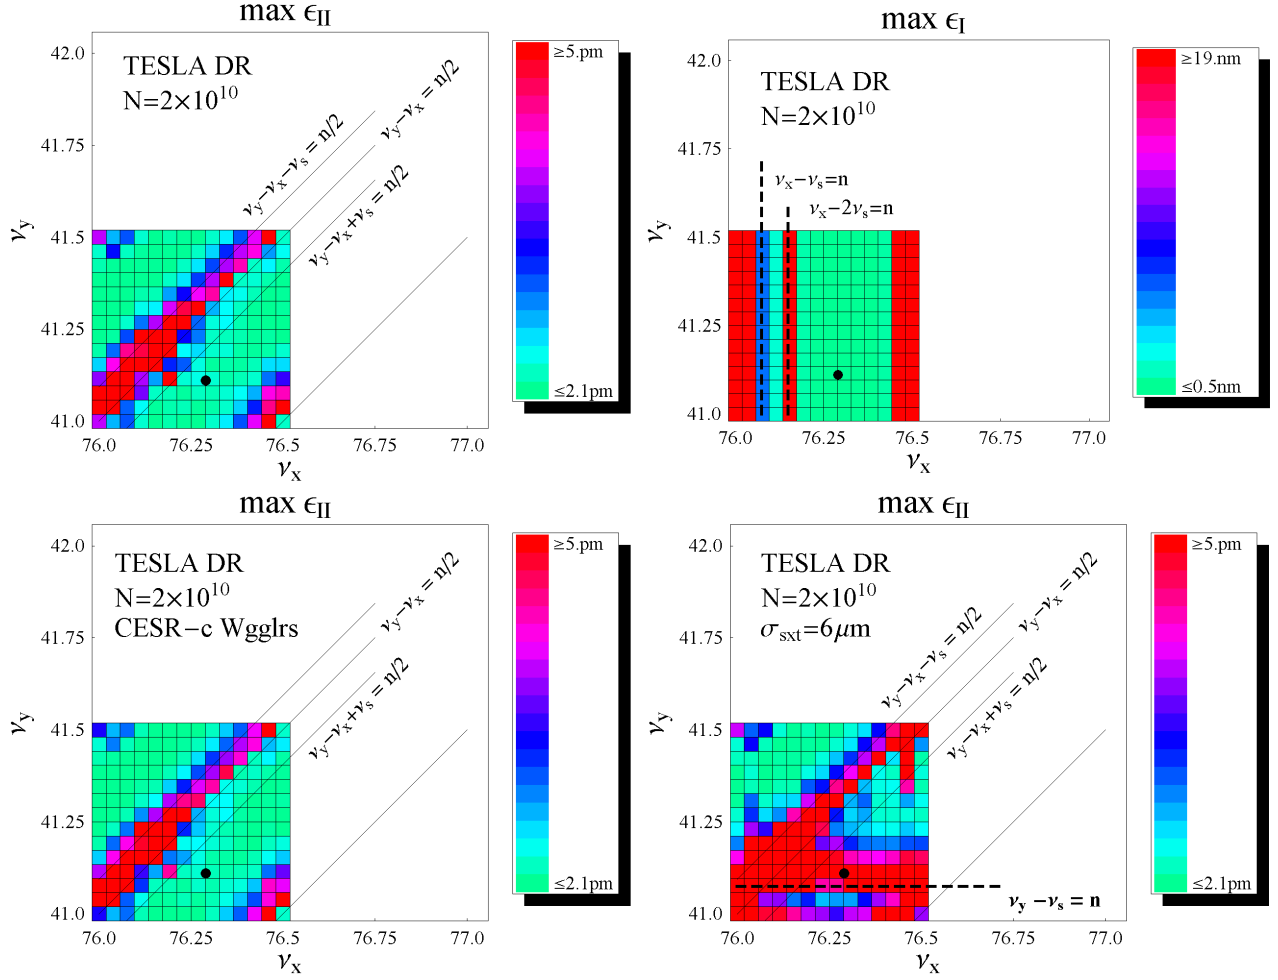 max ϵII
TESLA DR
N=2×10^10
νy−νx−νs = n/2
νy−νx = n/2
νy−νx+νs = n/2
42.0
41.75
41.5
41.25
41.0
νy
76.0 76.25 76.5 76.75 77.0
νx
≥5.pm
≤2.1pm
max ϵI
TESLA DR
N=2×10^10
νx−νs=n
νx−2νs=n
42.0
41.75
41.5
41.25
41.0
νy
76.0 76.25 76.5 76.75 77.0
νx
≥19.nm
≤0.5nm
max ϵII
TESLA DR
N=2×10^10
CESR−c Wgglrs
νy−νx = n/2
νy−νx+νs = n/2
42.0
41.75
41.5
41.25
41.0
νy
76.0 76.25 76.5 76.75 77.0
νx
≥5.pm
≤2.1pm
max ϵII
TESLA DR
N=2×10^10
σsxt=6μm
νy−νx−νs = n/2
νy−νx = n/2
νy−νx+νs = n/2
νy −νs = n
42.0
41.75
41.5
41.25
41.0
νy
76.0 76.25 76.5 76.75 77.0
νx
≥5.pm
≤2.1pm